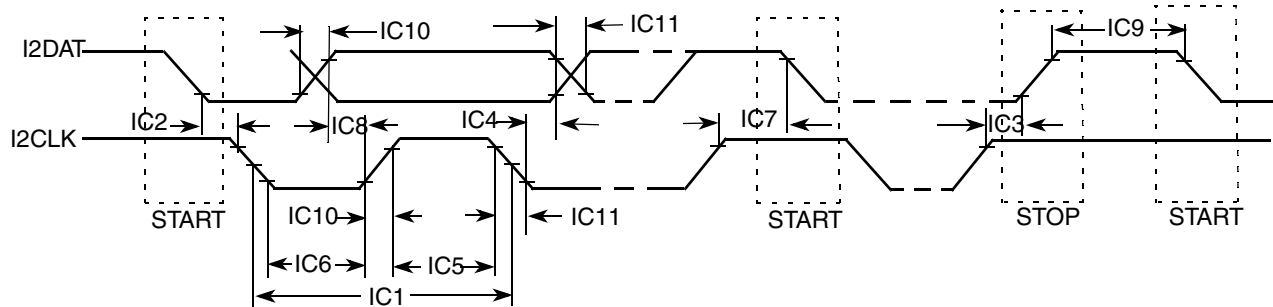 IC10
IC11
IC9
I2DAT
IC2
IC8
IC4
IC7
IC3
I2CLK
START
IC10
IC11
START
STOP
START
IC6
IC5
IC1